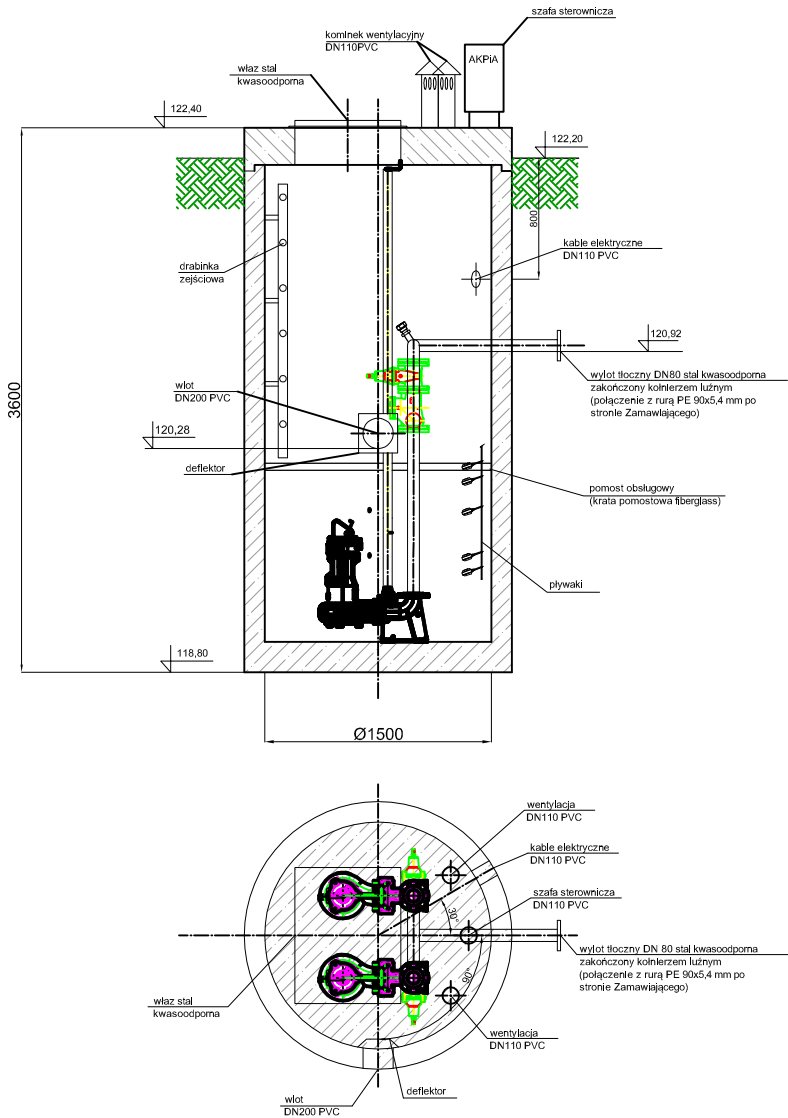 szafa sterownicza
kominek wentylacyjny
DN110PVC
AKPiA
właz stal
kwasoodporna
122,40
122,20
800
kable elektryczne
DN110 PVC
drabinka
zejściowa
120,92
wylot tłoczny DN80 stal kwasoodporna
zakończony kołnierzem luźnym
(połączenie z rurą PE 90x5,4 mm po
stronie Zamawiającego)
3600
wlot
DN200 PVC
120,28
deflektor
pomost obsługowy
(krata pomostowa fiberglass)
pływaki
118,80
Ø1500
wentylacja
DN110 PVC
kable elektryczne
DN110 PVC
szafa sterownicza
DN110 PVC
30°
90°
wylot tłoczny DN 80 stal kwasoodporna
zakończony kołnierzem luźnym
(połączenie z rurą PE 90x5,4 mm po
stronie Zamawiającego)
właz stal
kwasoodporna
wentylacja
DN110 PVC
deflektor
wlot
DN200 PVC